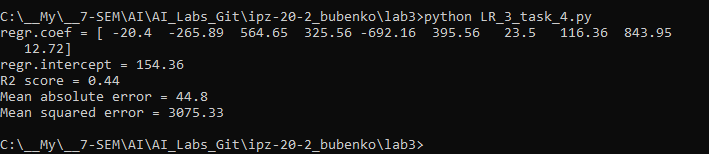 C:\__My\__7-SEM\AI\AI_Labs_Git\ipz-20-2_bubenko\lab3>python LR_3_task_4.py
regr.coef = [ -20.4  -265.89  564.65  325.56 -692.16  395.56   23.5   116.36  843.95
   12.72]
regr.intercept = 154.36
R2 score = 0.44
Mean absolute error = 44.8
Mean squared error = 3075.33
C:\__My\__7-SEM\AI\AI_Labs_Git\ipz-20-2_bubenko\lab3>